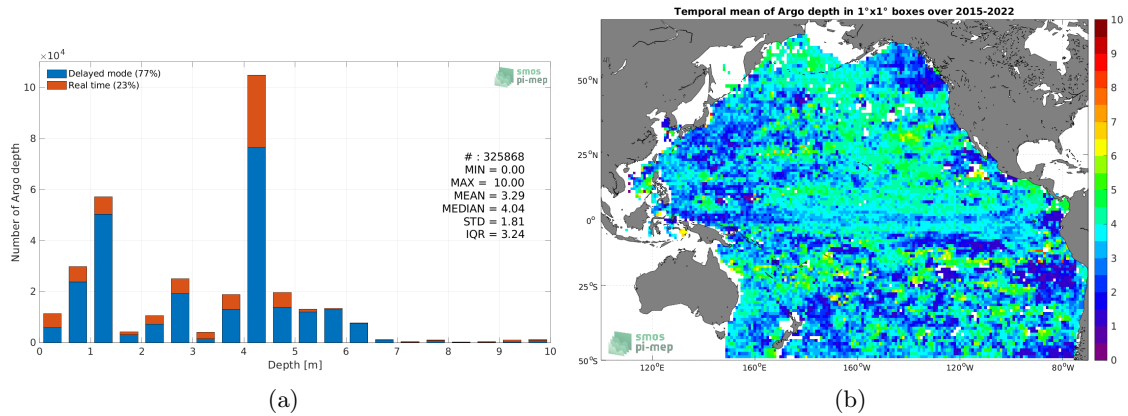 ×10⁴
10
8
6
4
2
0
Number of Argo depth
Delayed mode (77%)
Real time (23%)
smos
pi-mep
# : 325868
MIN = 0.00
MAX = 10.00
MEAN = 3.29
MEDIAN = 4.04
STD = 1.81
IQR = 3.24
0 1 2 3 4 5 6 7 8 9 10
Depth [m]
(a)
Temporal mean of Argo depth in 1°x1° boxes over 2015-2022
50°N
25°N
0°
25°S
50°S
120°E
160°E
160°W
120°W
80°W
smos
pi-mep
10
9
8
7
6
5
4
3
2
1
0
(b)